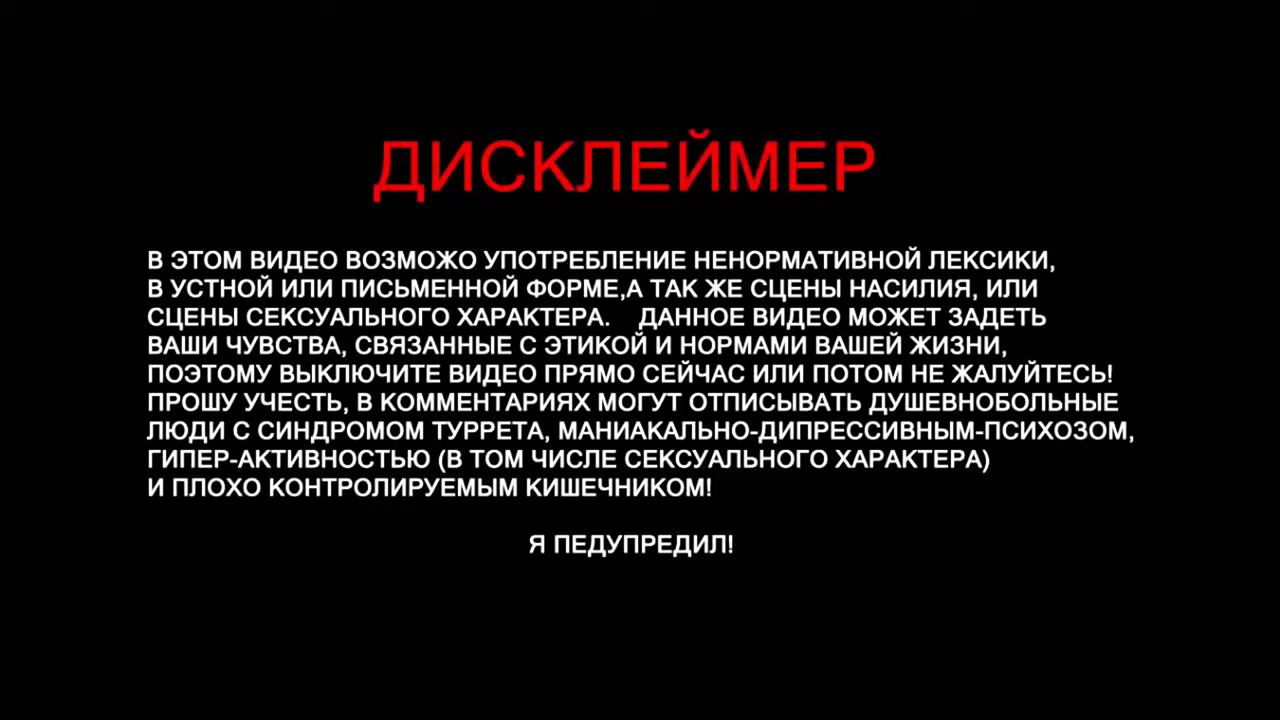 ДИСКЛЕЙМЕР
В ЭТОМ ВИДЕО ВОЗМОЖО УПОТРЕБЛЕНИЕ НЕНОРМАТИВНОЙ ЛЕКСИКИ,
В УСТНОЙ ИЛИ ПИСЬМЕННОЙ ФОРМЕ,А ТАК ЖЕ СЦЕНЫ НАСИЛИЯ, ИЛИ
СЦЕНЫ СЕКСУАЛЬНОГО ХАРАКТЕРА. ДАННОЕ ВИДЕО МОЖЕТ ЗАДЕТЬ
ВАШИ ЧУВСТВА, СВЯЗАННЫЕ С ЭТИКОЙ И НОРМАМИ ВАШЕЙ ЖИЗНИ,
ПОЭТОМУ ВЫКЛЮЧИТЕ ВИДЕО ПРЯМО СЕЙЧАС ИЛИ ПОТОМ НЕ ЖАЛУЙТЕСЬ!
ПРОШУ УЧЕСТЬ, В КОММЕНТАРИЯХ МОГУТ ОТПИСЫВАТЬ ДУШЕВНОБОЛЬНЫЕ
ЛЮДИ С СИНДРОМОМ ТУРРЕТА, МАНИАКАЛЬНО-ДИПРЕССИВНЫМ-ПСИХОЗОМ,
ГИПЕР-АКТИВНОСТЬЮ (В ТОМ ЧИСЛЕ СЕКСУАЛЬНОГО ХАРАКТЕРА)
И ПЛОХО КОНТРОЛИРУЕМЫМ КИШЕЧНИКОМ!
Я ПЕДУПРЕДИЛ!